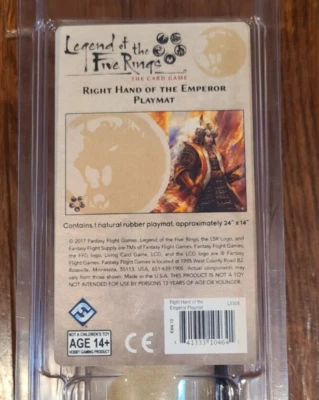 Legend of the
Five Rings
THE CARD GAME
RIGHT HAND OF THE EMPEROR
PLAYMAT
Contains 1 natural rubber playmat, approximately 24" x 14"
© 2017 Fantasy Flight Games. Legend of the Five Rings, the L5R Logo, and
Fantasy Flight Supply are TMs of Fantasy Flight Games. Fantasy Flight Games,
the FFG logo, Living Card Game, LCG, and the LCG logo are ® Fantasy
Flight Games. Fantasy Flight Games is located at 1995 West County Road B2,
Roseville, Minnesota, 55113, USA, 651-639-1905. Actual components may
vary from those shown. Made in the U.S.A. THIS PRODUCT IS NOT A TOY.
NOT INTENDED FOR USE BY PERSONS 13 YEARS OF AGE OR YOUNGER.
NOT A CHILDREN'S TOY
AGE 14+
HOBBY GAMING PRODUCT
CE
Right Hand of the
Emperor Playmat